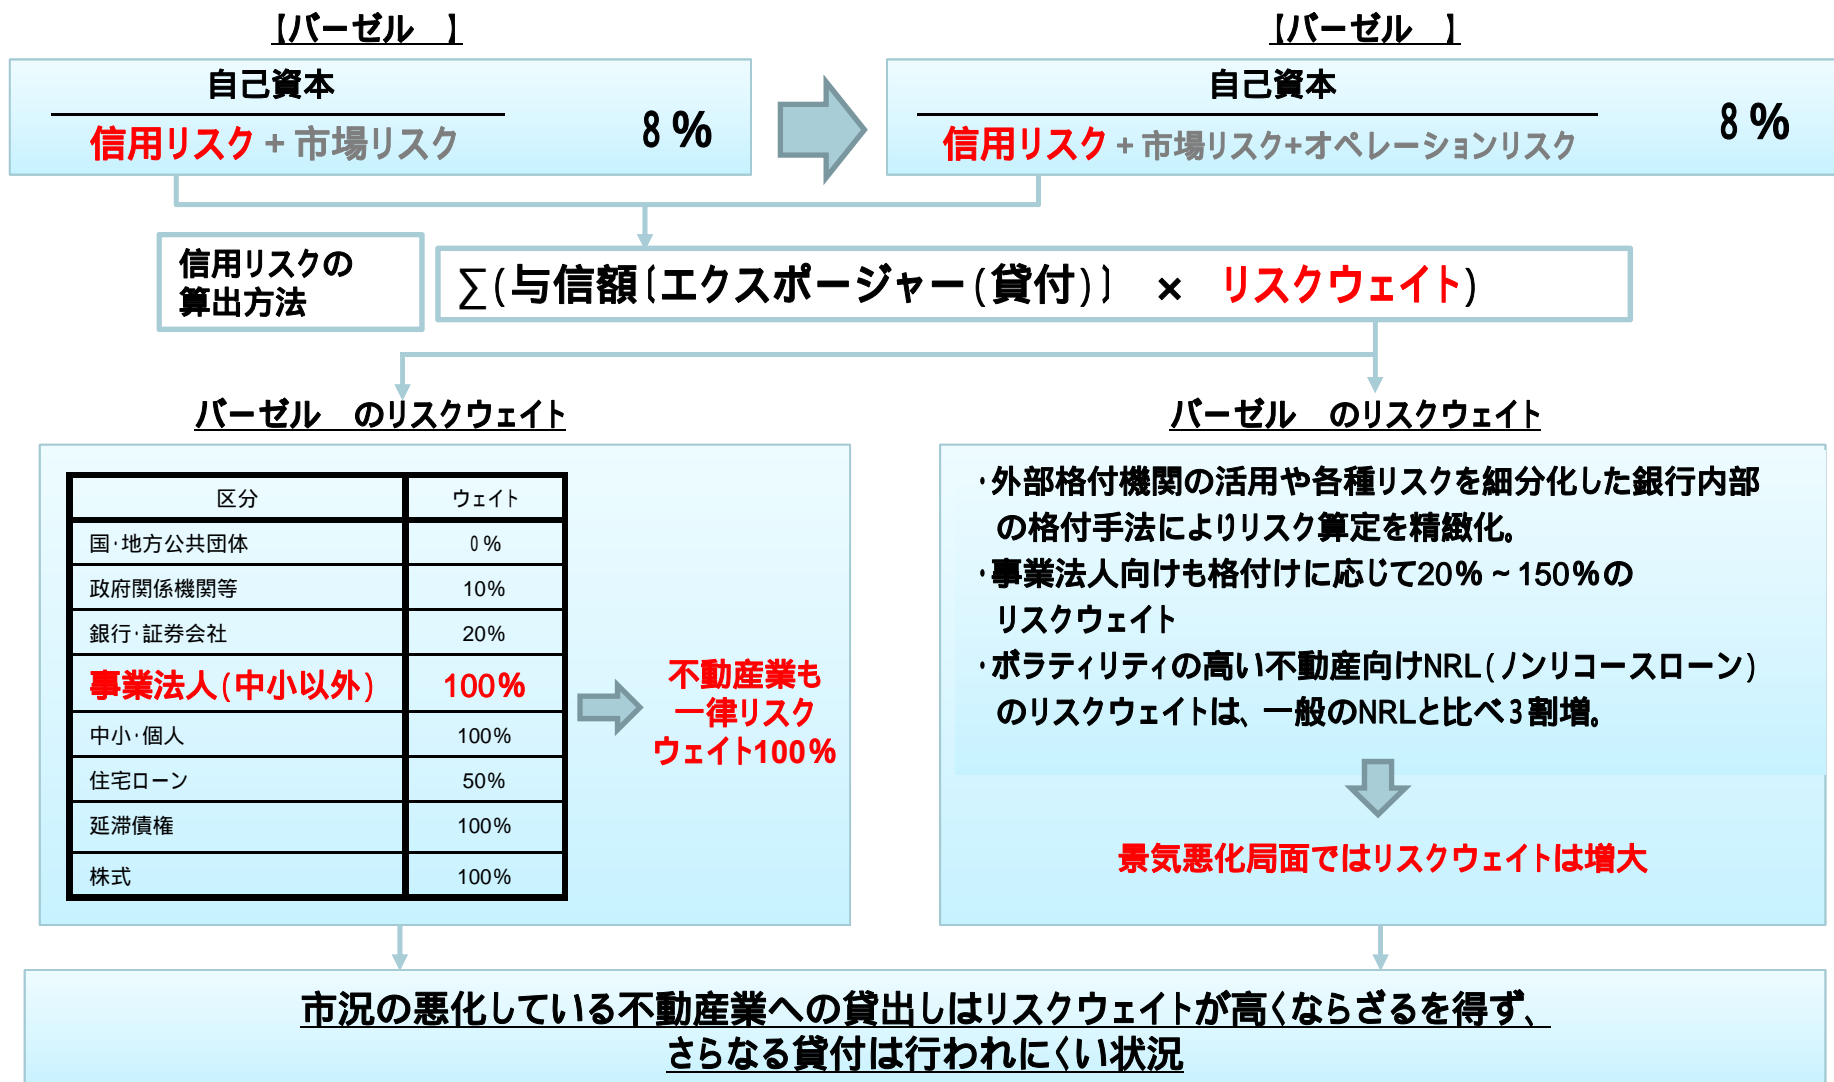 【バーゼル　】
【バーゼル　】
自己資本
信用リスク + 市場リスク
8％
自己資本
信用リスク + 市場リスク+オペレーションリスク
8％
信用リスクの
算出方法
∑(与信額〔エクスポージャー(貸付)〕 × リスクウェイト)
バーゼル　のリスクウェイト
区分 ウェイト
国・地方公共団体 0％
政府関係機関等 10％
銀行・証券会社 20％
事業法人(中小以外) 100％
中小・個人 100％
住宅ローン 50％
延滞債権 100％
株式 100％
不動産業も
一律リスク
ウェイト100％
バーゼル　のリスクウェイト
・外部格付機関の活用や各種リスクを細分化した銀行内部
の格付手法によりリスク算定を精緻化。
・事業法人向けも格付けに応じて20％～150％の
リスクウェイト
・ボラティリティの高い不動産向けNRL(ノンリコースローン)
のリスクウェイトは、一般のNRLと比べ3割増。
景気悪化局面ではリスクウェイトは増大
市況の悪化している不動産業への貸出しはリスクウェイトが高くならざるを得ず、
さらなる貸付は行われにくい状況